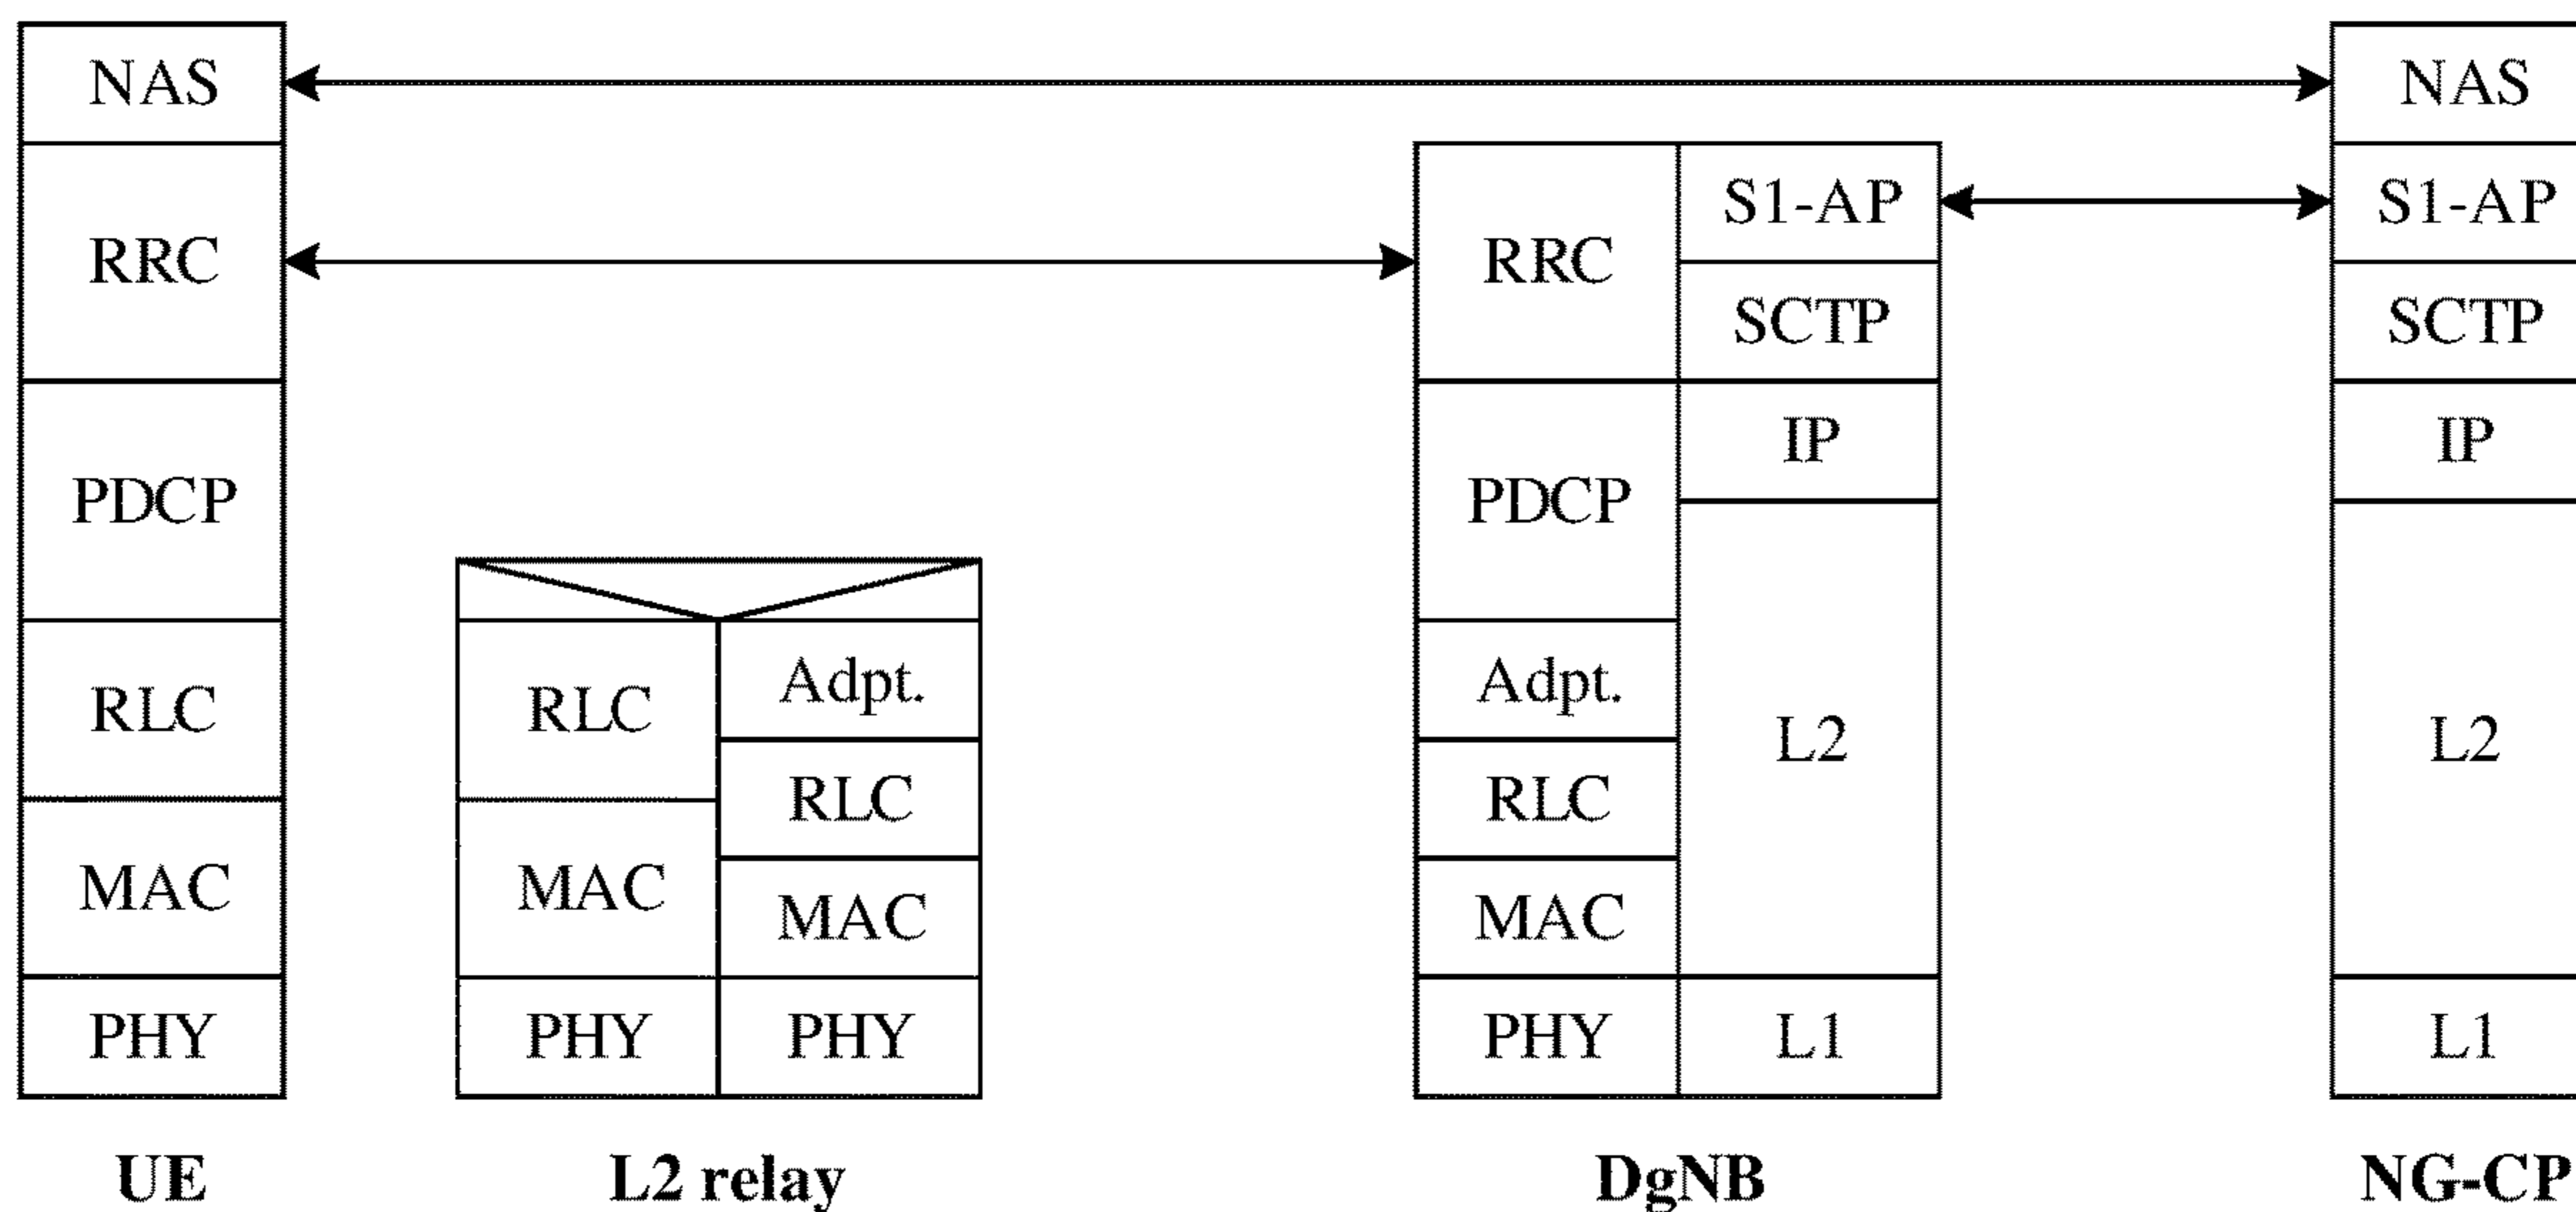 NAS
RRC
PDCP
RLC
MAC
PHY
UE
RLC
MAC
PHY
Adpt.
RLC
MAC
PHY
L2 relay
RRC
PDCP
Adpt.
RLC
MAC
PHY
S1-AP
SCTP
IP
L2
L1
DgNB
NAS
S1-AP
SCTP
IP
L2
L1
NG-CP